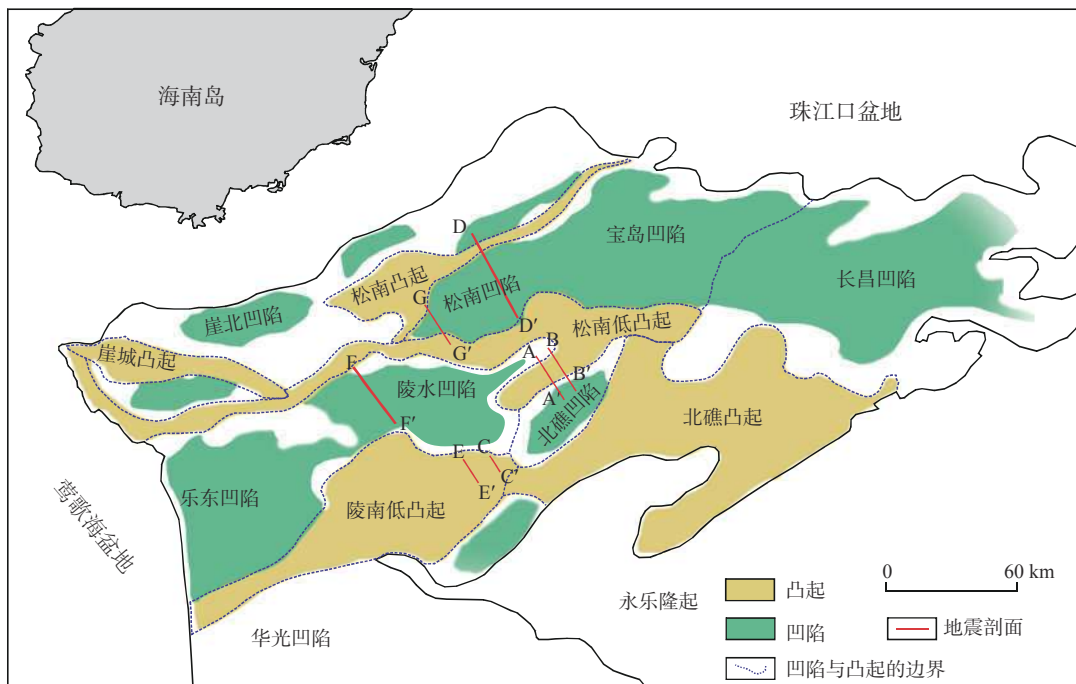 海南岛
珠江口盆地
D
宝岛凹陷
长昌凹陷
松南凸起
G
松南凹陷
崖北凹陷
D′
松南低凸起
崖城凸起
G′
A
B
F
陵水凹陷
B′
A′
北礁凹陷
北礁凸起
F′
E
C
C′
E′
乐东凹陷
陵南低凸起
莺歌海盆地
华光凹陷
永乐隆起
凸起
0 60 km
凹陷
地震剖面
凹陷与凸起的边界